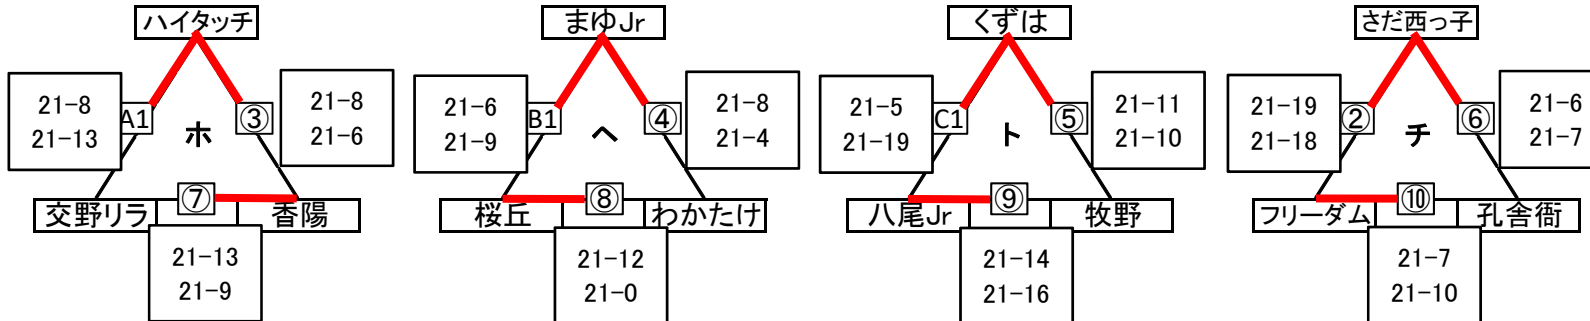 ハイタッチ
21-8
21-13
A1
ホ
③
21-8
21-6
交野リラ
⑦
香陽
21-13
21-9
まゆJr
21-6
21-9
B1
ヘ
④
21-8
21-4
桜丘
⑧
わかたけ
21-12
21-0
くずは
21-5
21-19
C1
ト
⑤
21-11
21-10
八尾Jr
⑨
牧野
21-14
21-16
さだ西っ子
21-19
21-18
②
チ
⑥
21-6
21-7
フリーダム
⑩
孔舎衙
21-7
21-10